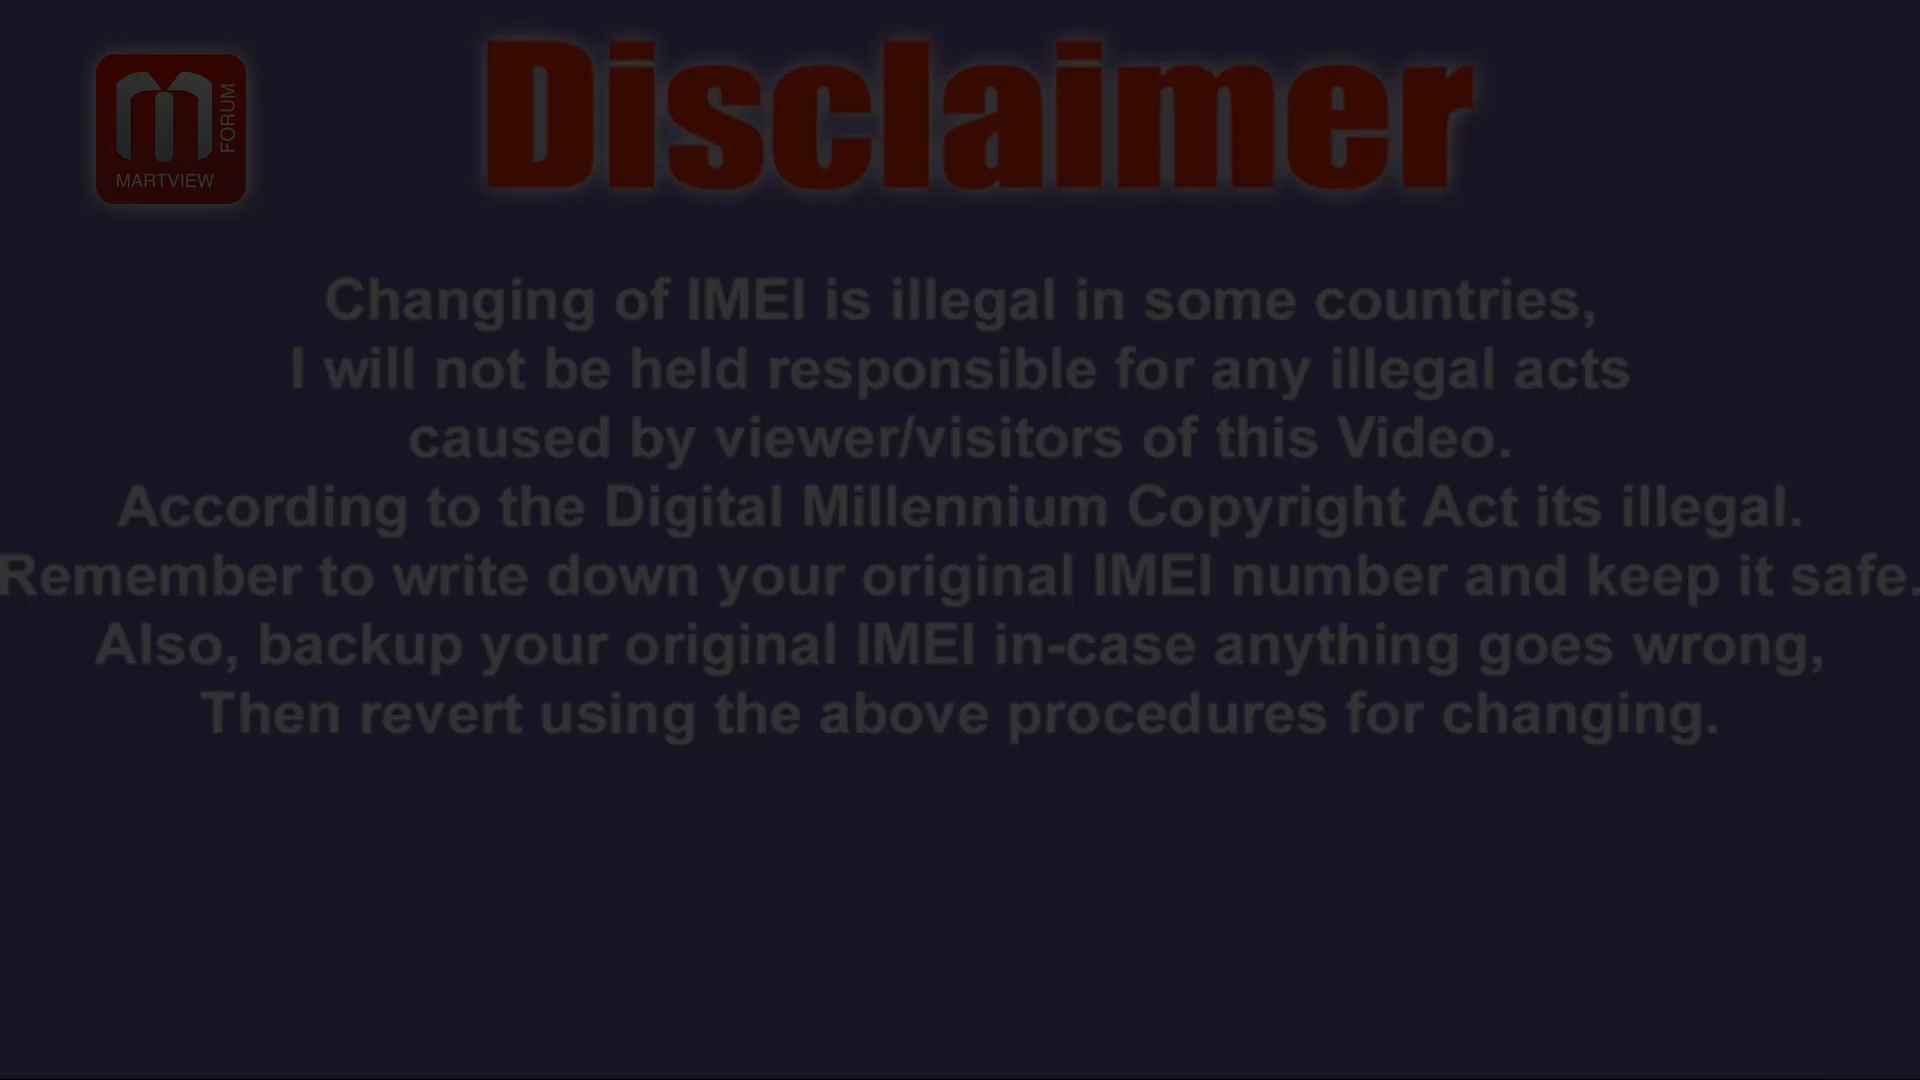 Disclaimer
FORUM
MARTVIEW
Changing of IMEI is illegal in some countries,
I will not be held responsible for any illegal acts
caused by viewer/visitors of this Video.
According to the Digital Millennium Copyright Act its illegal.
Remember to write down your original IMEI number and keep it safe.
Also, backup your original IMEI in-case anything goes wrong,
Then revert using the above procedures for changing.